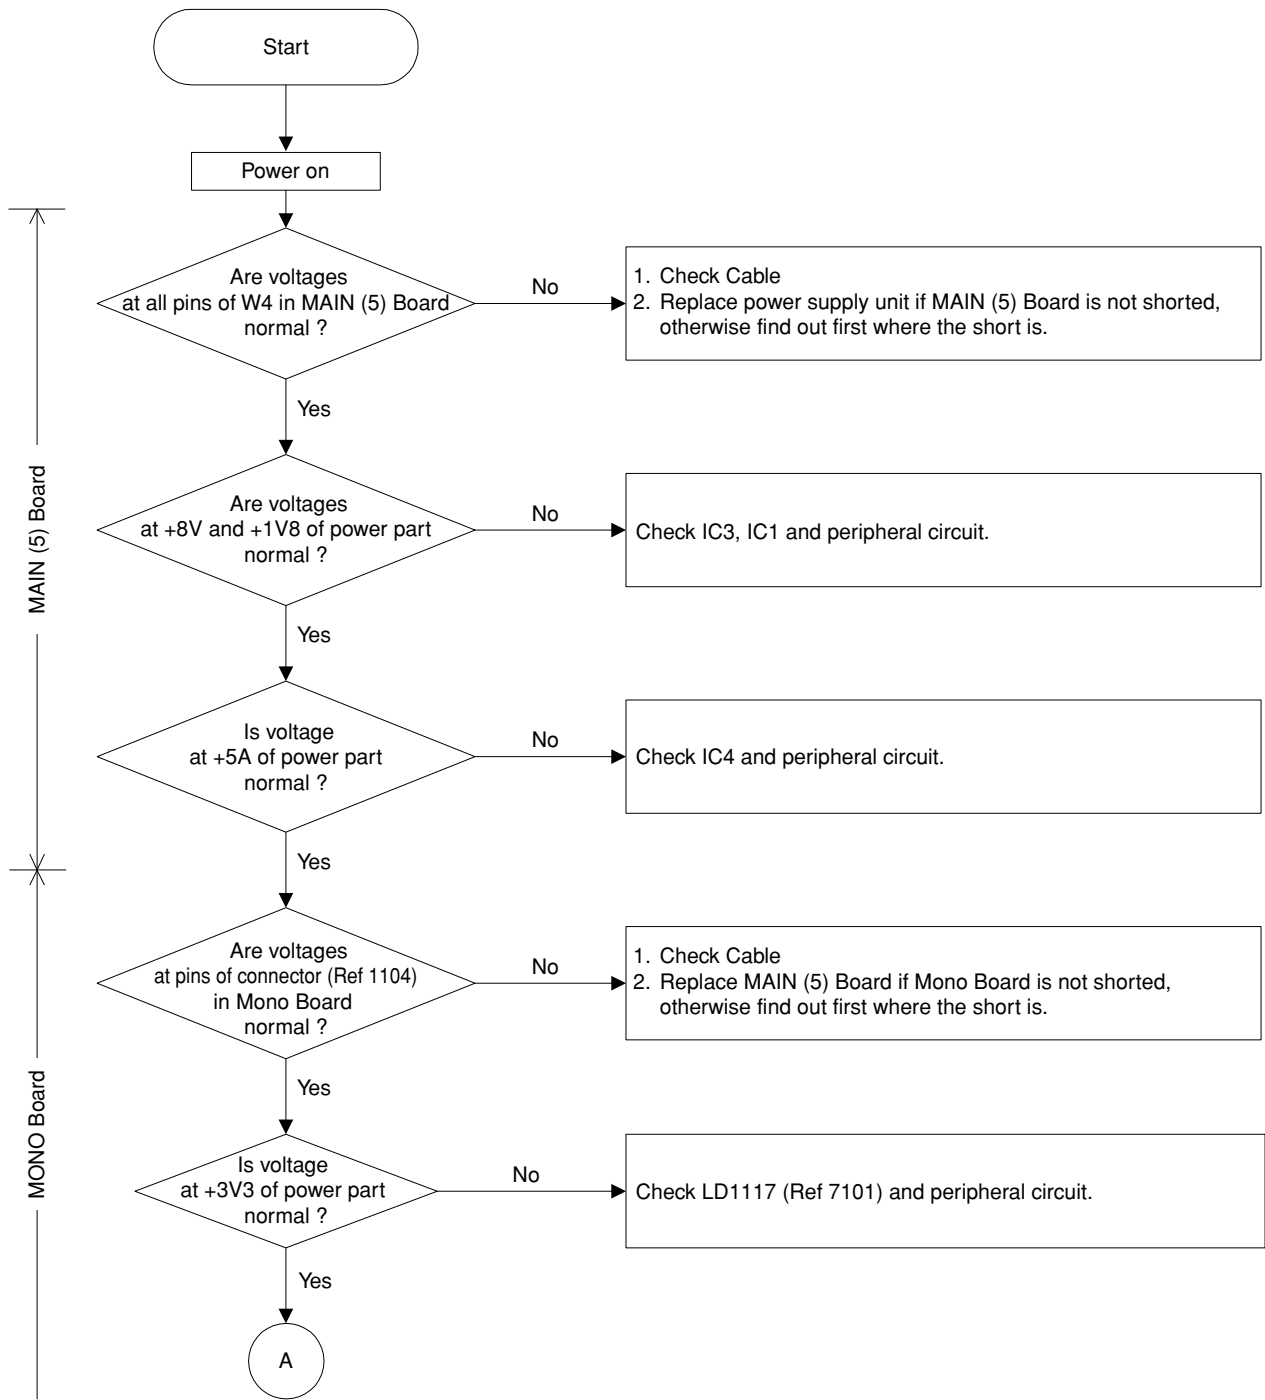 Start
Power on
Are voltages
at all pins of W4 in MAIN (5) Board
normal ?
No
1. Check Cable
2. Replace power supply unit if MAIN (5) Board is not shorted,
otherwise find out first where the short is.
Yes
Are voltages
at +8V and +1V8 of power part
normal ?
No
Check IC3, IC1 and peripheral circuit.
MAIN (5) Board
Yes
Is voltage
at +5A of power part
normal ?
No
Check IC4 and peripheral circuit.
Yes
Are voltages
at pins of connector (Ref 1104)
in Mono Board
normal ?
No
1. Check Cable
2. Replace MAIN (5) Board if Mono Board is not shorted,
otherwise find out first where the short is.
MONO Board
Yes
Is voltage
at +3V3 of power part
normal ?
No
Check LD1117 (Ref 7101) and peripheral circuit.
Yes
A